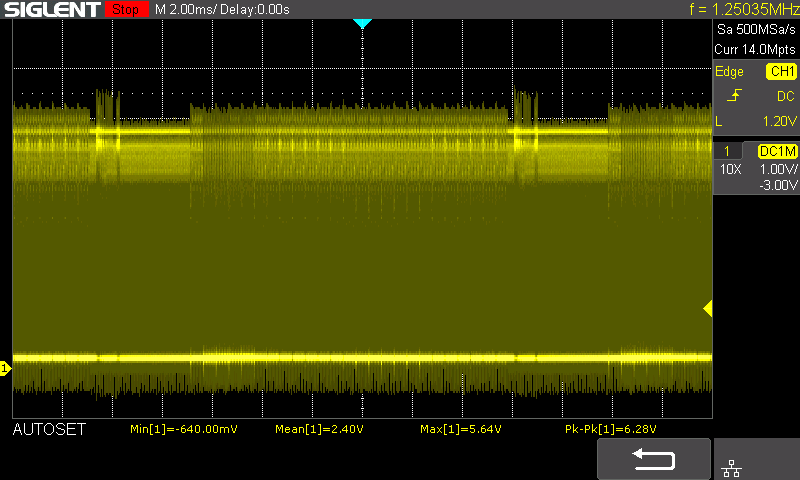 SIGLENT Stop M 2.00ms/ Delay:0.00s f = 1.25035MHz
Sa 500MSa/s
Curr 14.0Mpts
Edge CH1
DC
L 1.20V
1 DC1M
10X 1.00V/
-3.00V
1
AUTOSET Min[1]=-640.00mV Mean[1]=2.40V Max[1]=5.64V Pk-Pk[1]=6.28V